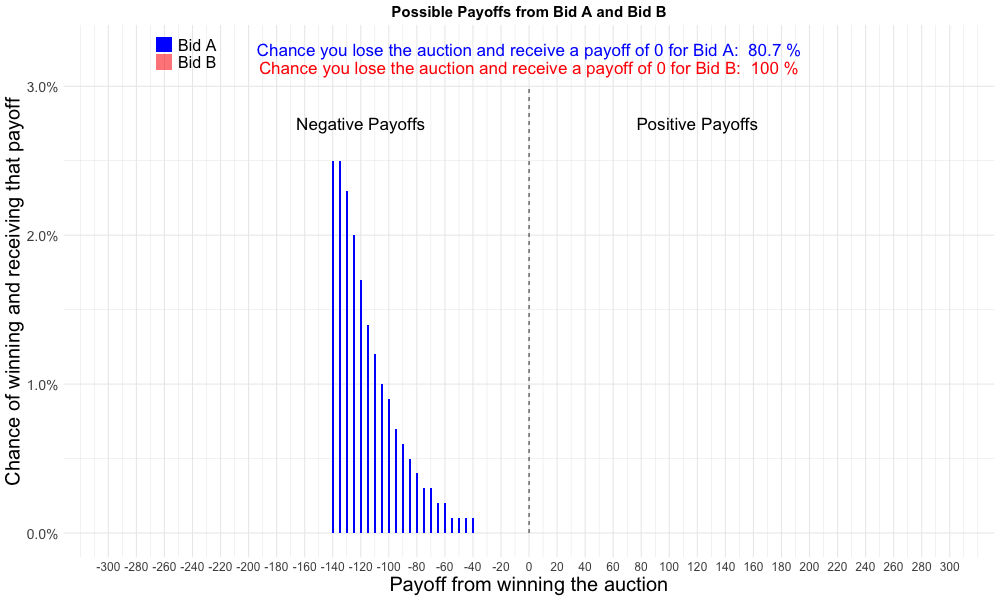 Possible Payoffs from Bid A and Bid B
Bid A
Bid B
Chance you lose the auction and receive a payoff of 0 for Bid A:  80.7 %
Chance you lose the auction and receive a payoff of 0 for Bid B:  100 %
Negative Payoffs
Positive Payoffs
Chance of winning and receiving that payoff
3.0%
2.0%
1.0%
0.0%
-300 -280 -260 -240 -220 -200 -180 -160 -140 -120 -100 -80 -60 -40 -20 0 20 40 60 80 100 120 140 160 180 200 220 240 260 280 300
Payoff from winning the auction